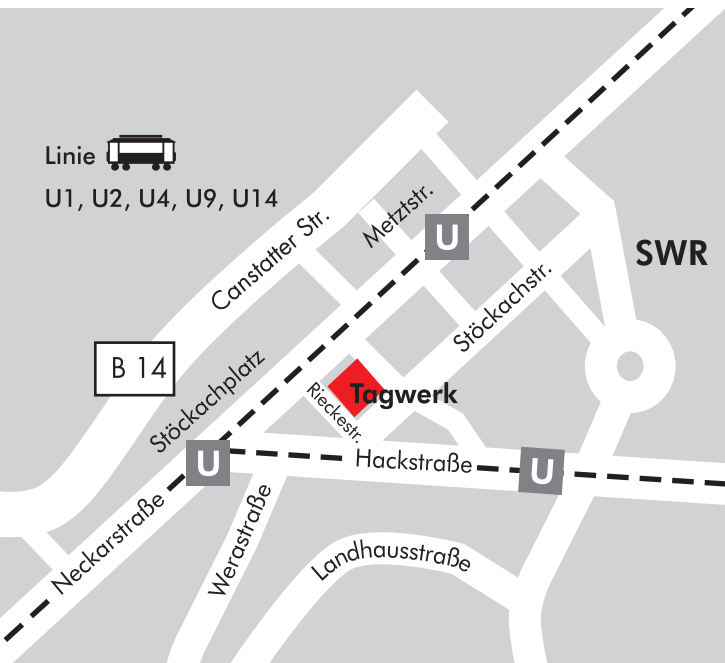 Linie
U1, U2, U4, U9, U14
Metztstr.
Canstatter Str.
U
SWR
Stöckachstr.
B 14
Stöckachplatz
Tagwerk
Rieckestr.
U
Hackstraße
U
Neckarstraße
Werastraße
Landhausstraße